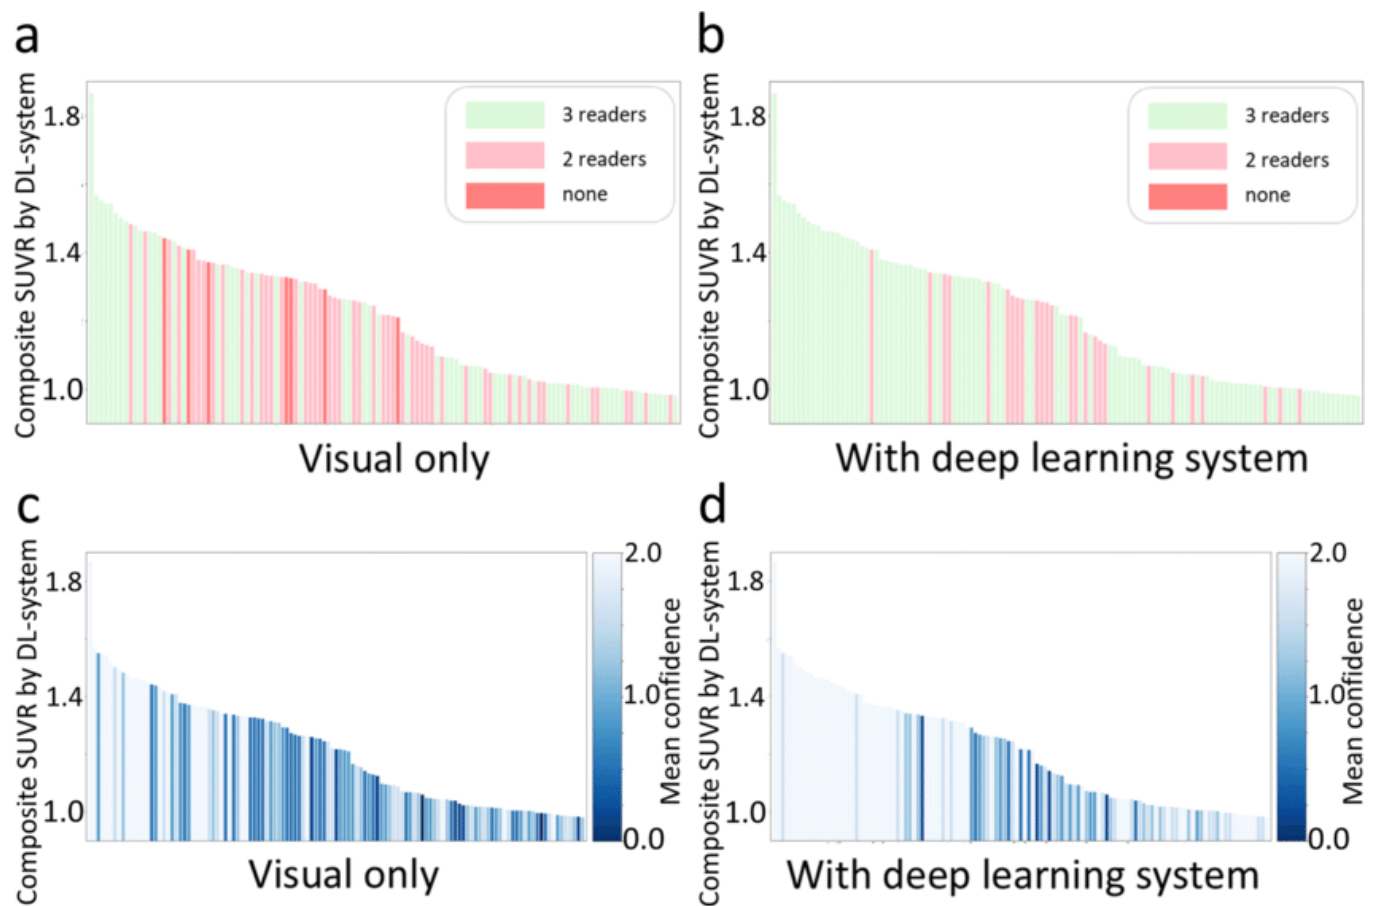 a
Composite SUVR by DL-system
1.8
1.4
1.0
3 readers
2 readers
none
Visual only
b
Composite SUVR by DL-system
1.8
1.4
1.0
3 readers
2 readers
none
With deep learning system
c
Composite SUVR by DL-system
1.8
1.4
1.0
2.0
1.0
0.0
Mean confidence
Visual only
d
Composite SUVR by DL-system
1.8
1.4
1.0
2.0
1.0
0.0
Mean confidence
With deep learning system